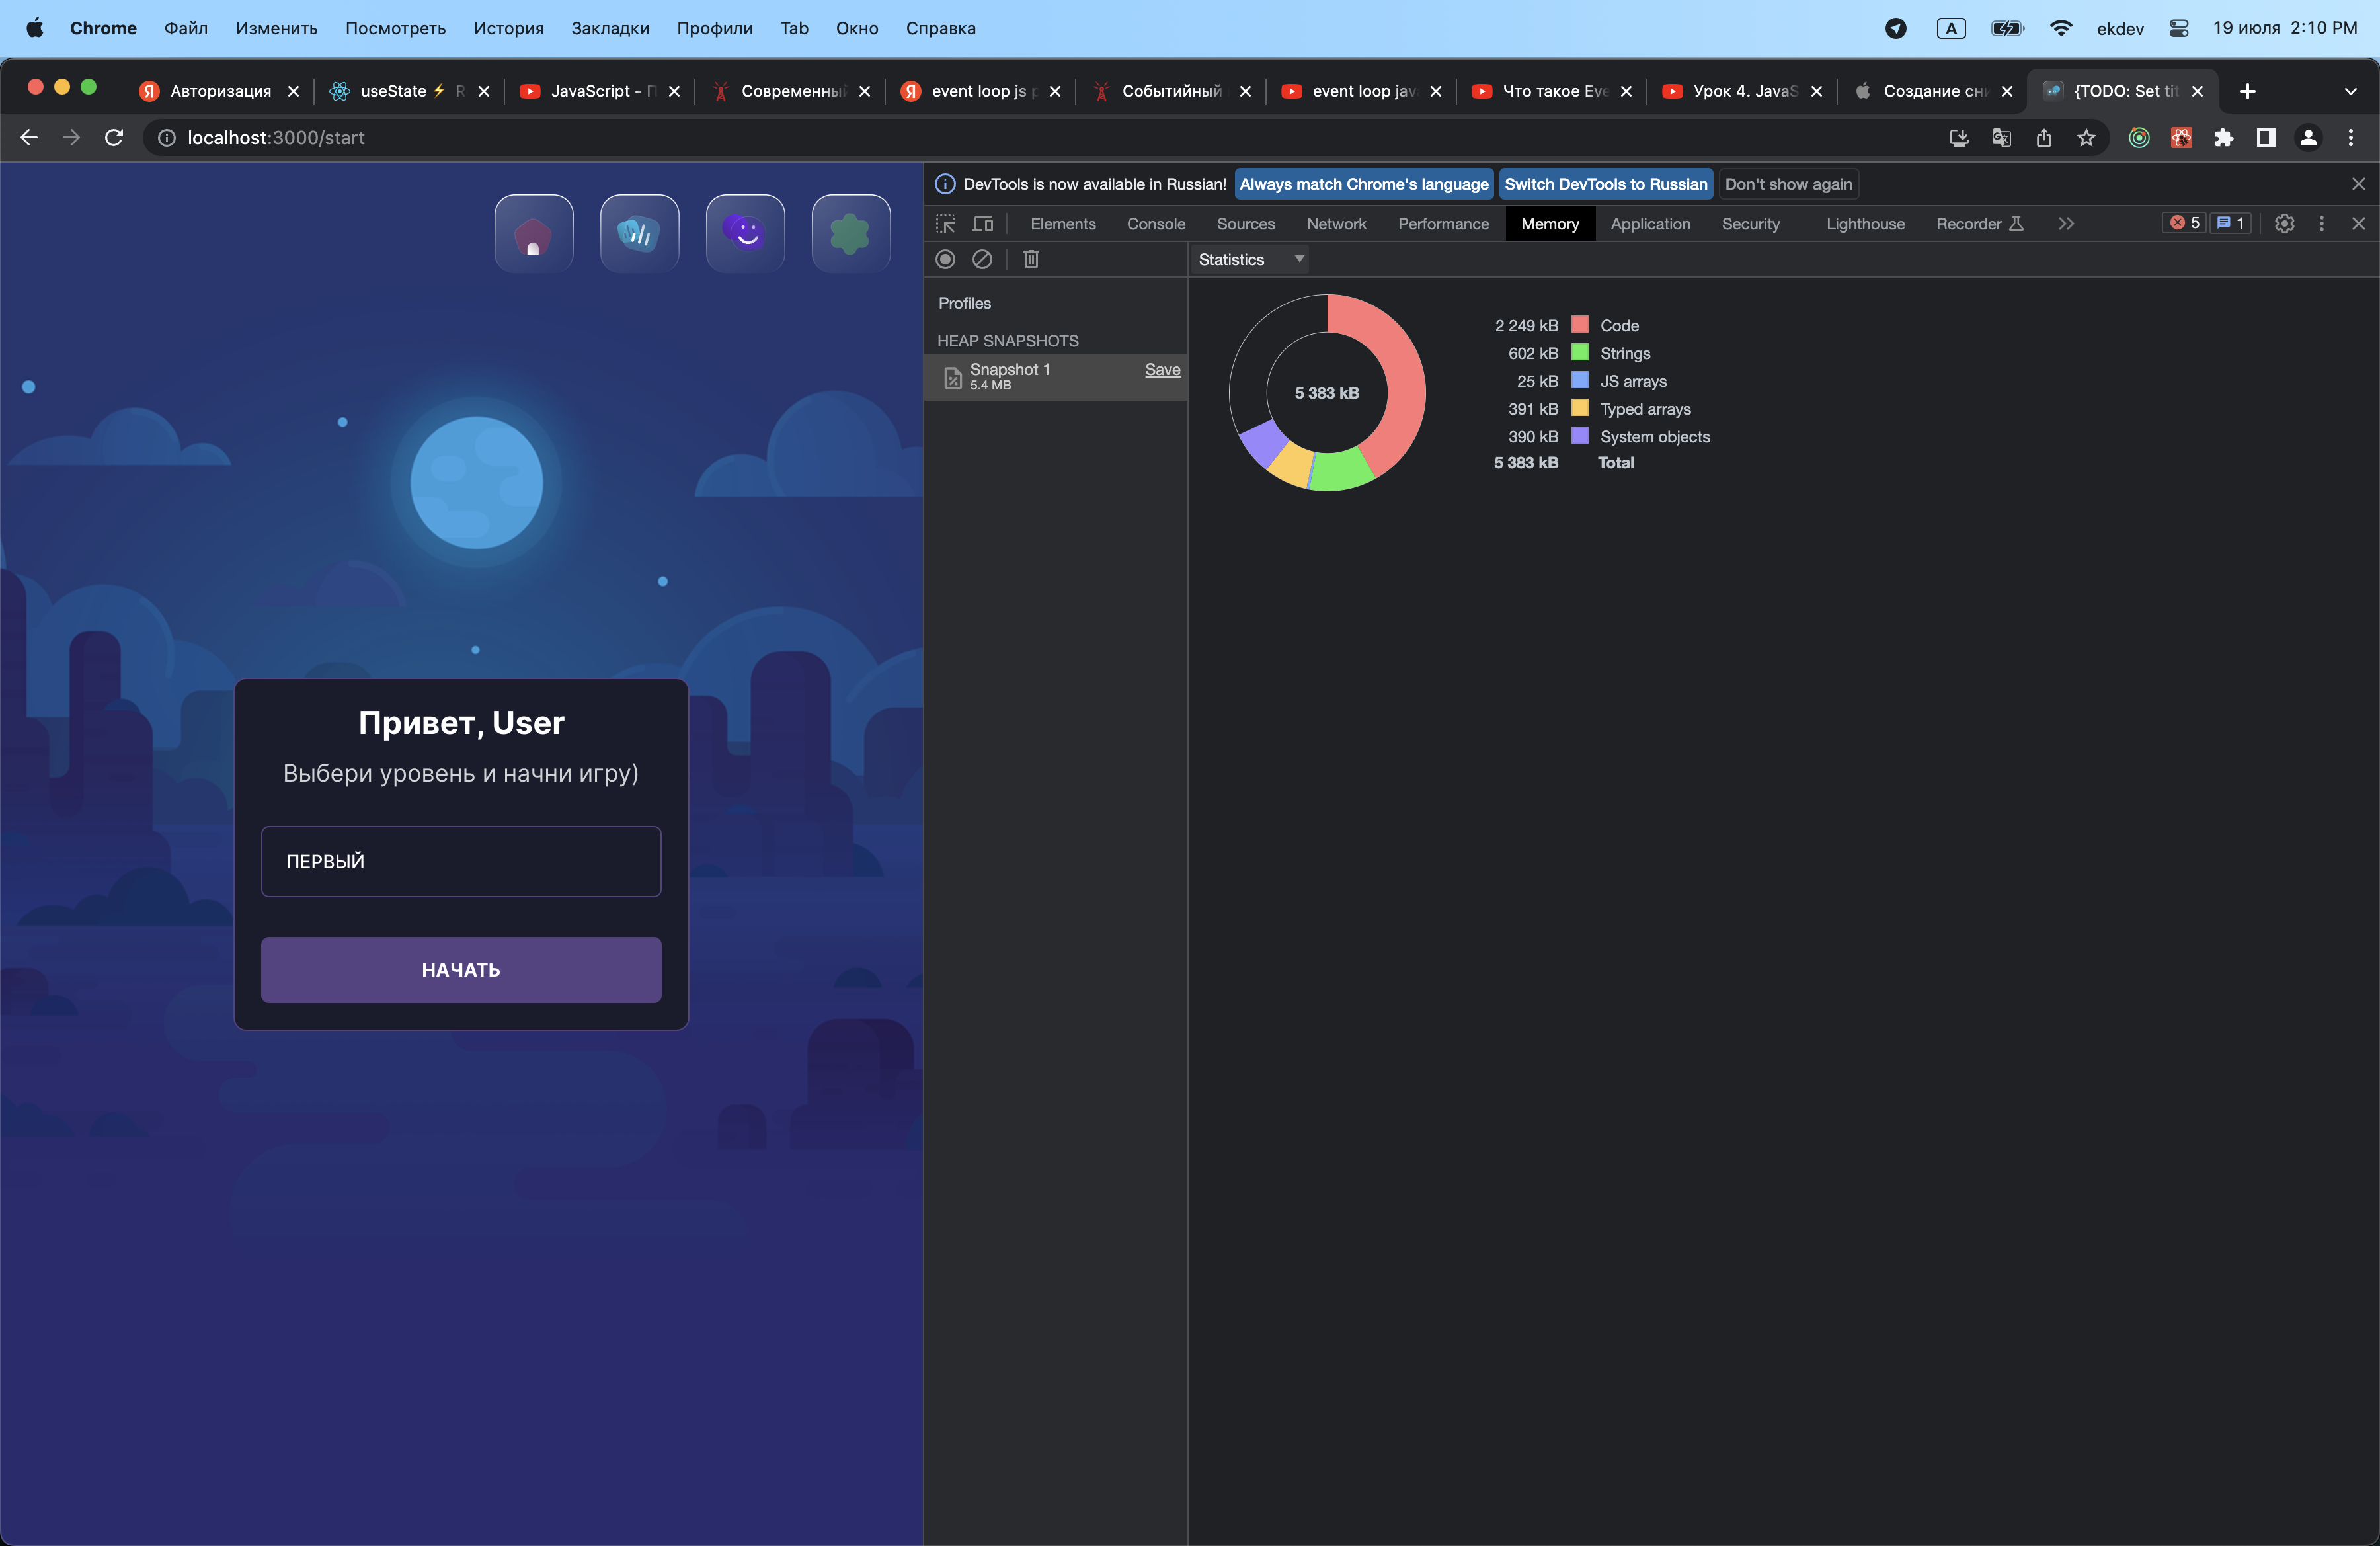 Chrome Файл Изменить Посмотреть История Закладки Профили Tab Окно Справка A ekdev 19 июля 2:10 PM
Авторизация useState⚡ R JavaScript - П Современный event loop js p Событийный event loop jav Что такое Eve Урок 4. JavaS Создание сни {TODO: Set tit
localhost:3000/start
DevTools is now available in Russian! Always match Chrome's language Switch DevTools to Russian Don't show again
Elements Console Sources Network Performance Memory Application Security Lighthouse Recorder 5 1
Statistics
Profiles
HEAP SNAPSHOTS
Snapshot 1 Save
5.4 MB
5 383 kB
2 249 kB Code
602 kB Strings
25 kB JS arrays
391 kB Typed arrays
390 kB System objects
5 383 kB Total
Привет, User
Выбери уровень и начни игру)
ПЕРВЫЙ
НАЧАТЬ